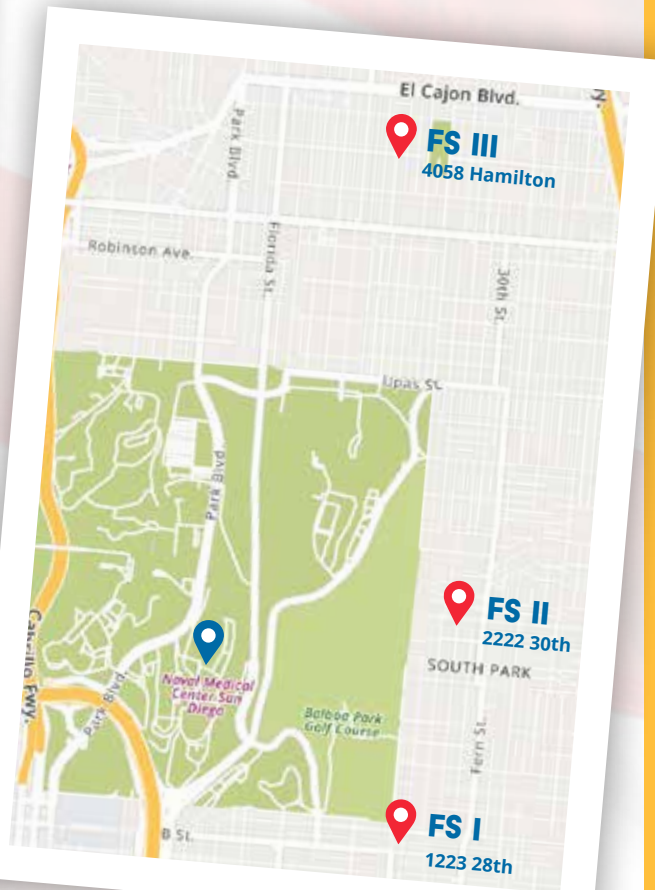 El Cajon Blvd.
y.
FS III
4058 Hamilton
Park Blvd.
Florida St.
Robinson Ave.
30th St.
Upas St.
Park Blvd.
FS II
2222 30th
SOUTH PARK
Naval Medical
Center San
Diego
Cabrillo Fwy.
Park Blvd.
Balboa Park
Golf Course
Fern St.
FS I
1223 28th
B St.